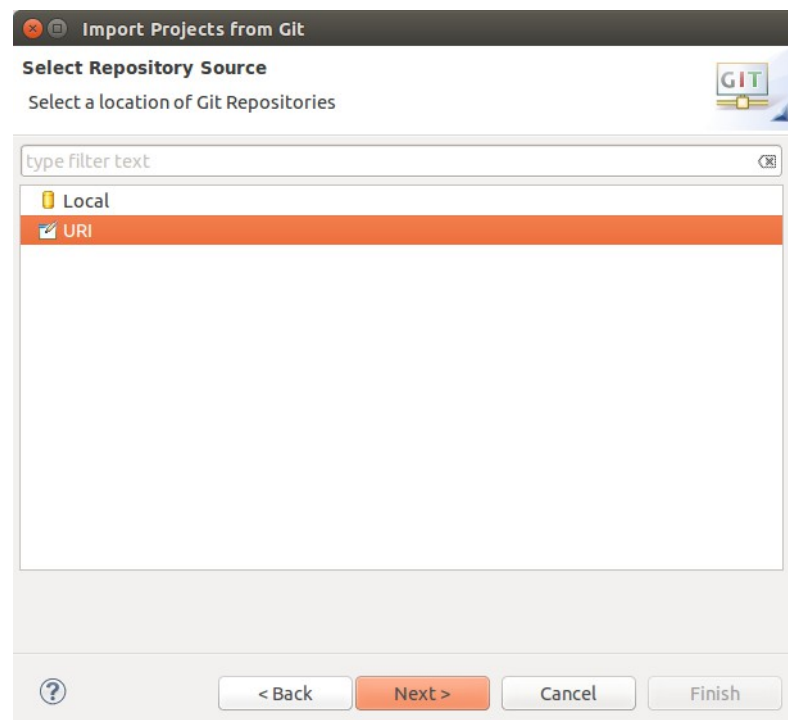 Import Projects from Git
Select Repository Source
Select a location of Git Repositories
GIT
type filter text
Local
URI
?
< Back Next > Cancel Finish